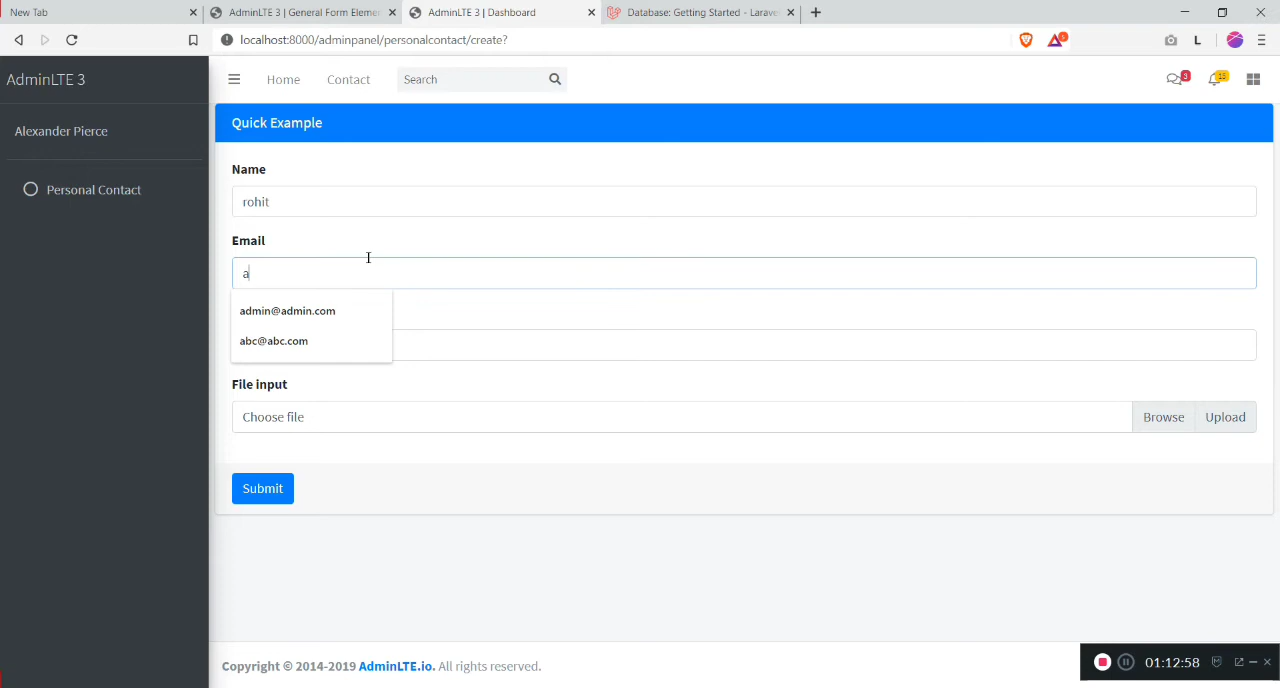 New Tab
AdminLTE 3 | General Form Elemen
AdminLTE 3 | Dashboard
Database: Getting Started - Larave
localhost:8000/adminpanel/personalcontact/create?
L
AdminLTE 3
Home
Contact
Search
3
15
Quick Example
Alexander Pierce
Personal Contact
Name
rohit
Email
a
admin@admin.com
abc@abc.com
File input
Choose file
Browse
Upload
Submit
Copyright © 2014-2019 AdminLTE.io. All rights reserved.
01:12:58